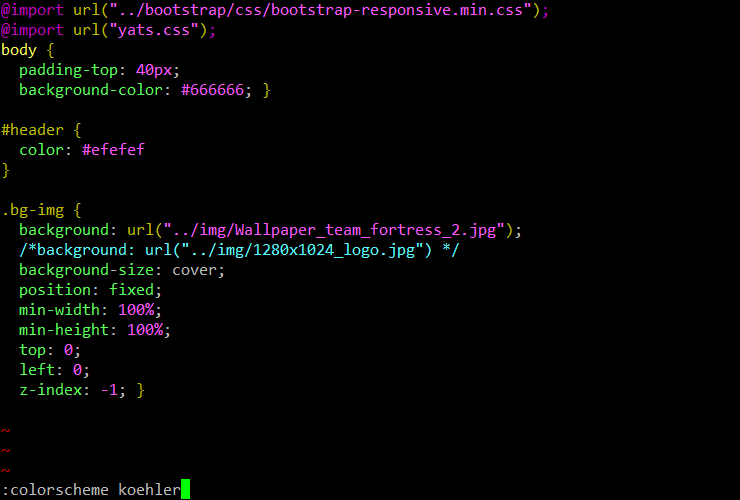 @import url("../bootstrap/css/bootstrap-responsive.min.css");
@import url("yats.css");
body {
  padding-top: 40px;
  background-color: #666666; }

#header {
  color: #efefef
}

.bg-img {
  background: url("../img/Wallpaper_team_fortress_2.jpg");
  /*background: url("../img/1280x1024_logo.jpg") */
  background-size: cover;
  position: fixed;
  min-width: 100%;
  min-height: 100%;
  top: 0;
  left: 0;
  z-index: -1; }

~
~
~
:colorscheme koehler